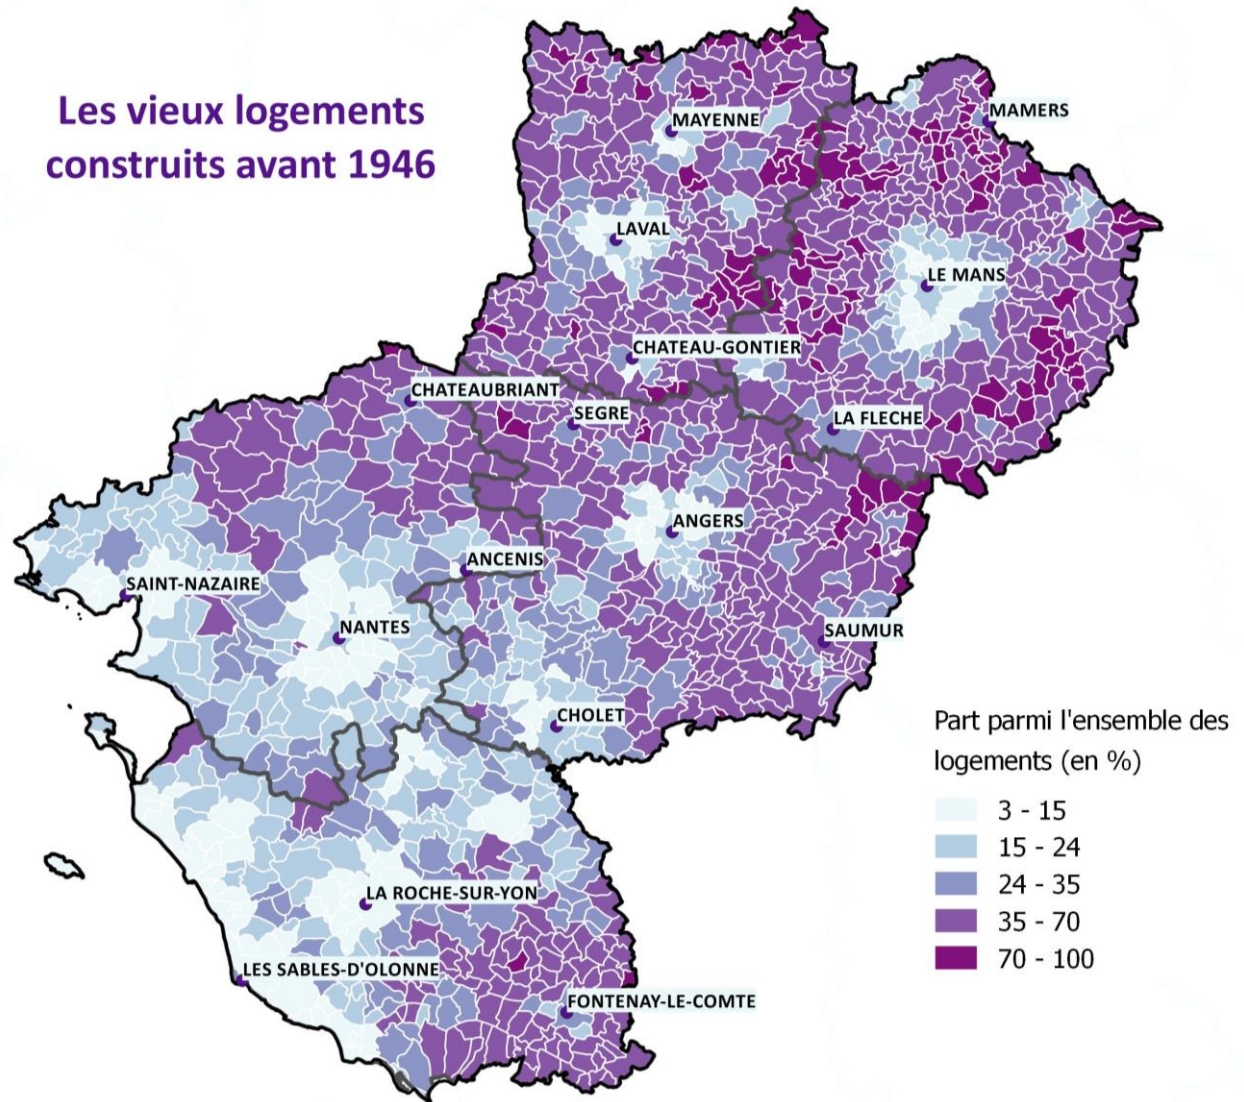 Les vieux logements
construits avant 1946
MAYENNE
MAMERS
LAVAL
LE MANS
CHATEAU-GONTIER
CHATEAUBRIANT
SEGRE
LA FLECHE
ANGERS
ANCENIS
SAINT-NAZAIRE
NANTES
SAUMUR
CHOLET
LA ROCHE-SUR-YON
LES SABLES-D'OLONNE
FONTENAY-LE-COMTE
Part parmi l'ensemble des
logements (en %)
3 - 15
15 - 24
24 - 35
35 - 70
70 - 100